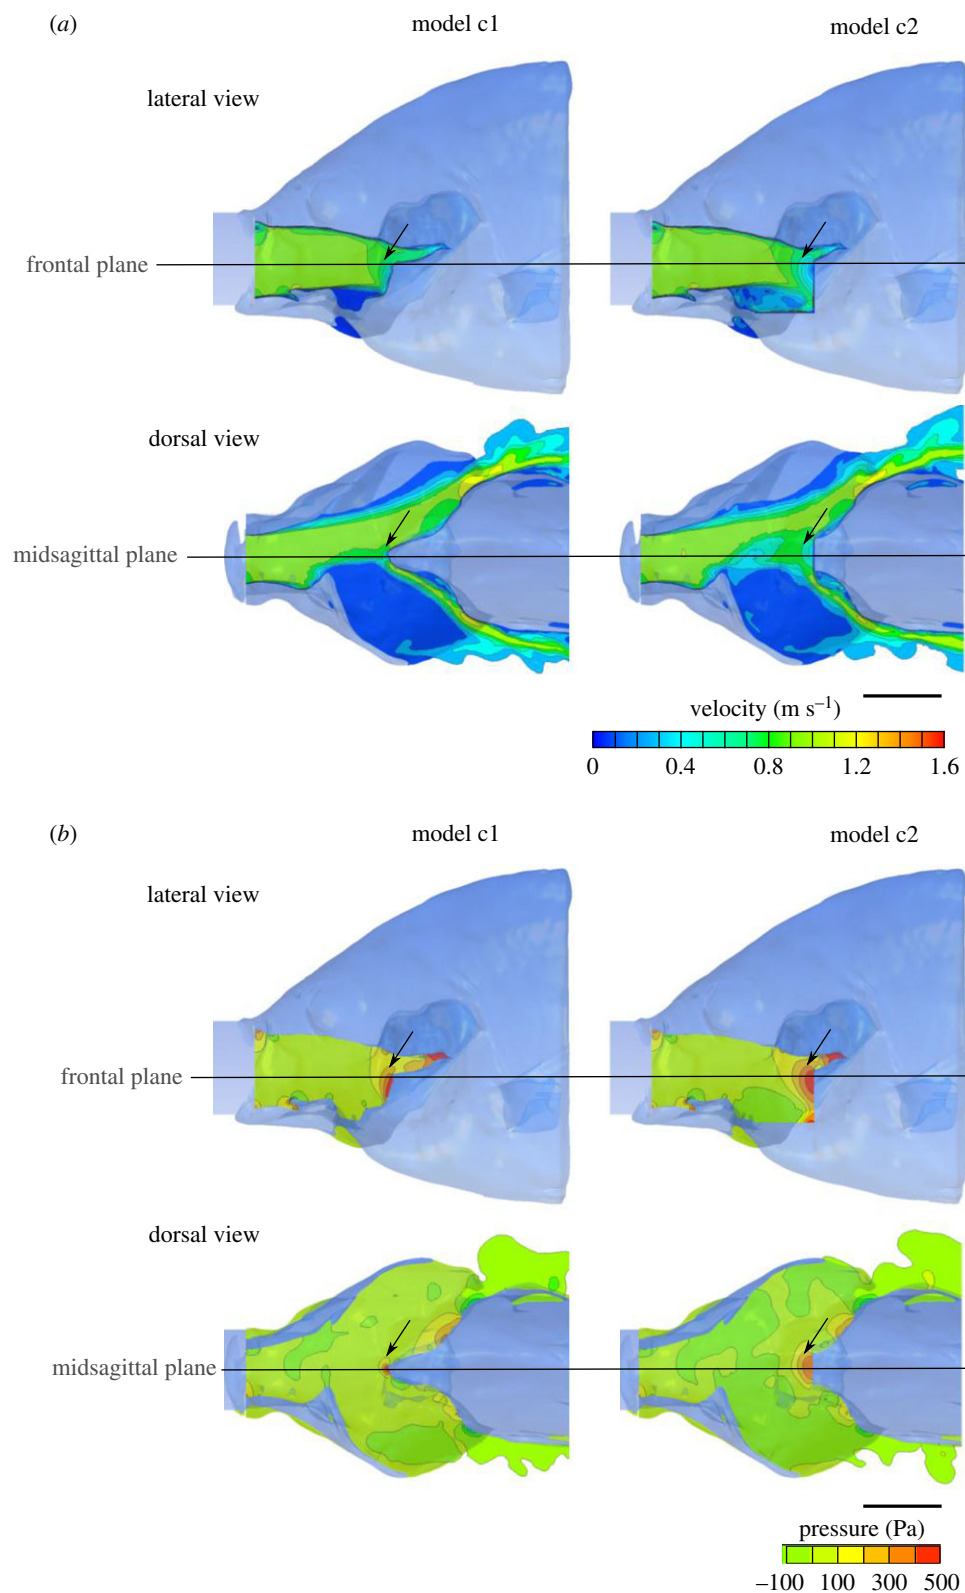 (a)
model c1
model c2
lateral view
frontal plane
dorsal view
midsagittal plane
velocity (m s⁻¹)
0 0.4 0.8 1.2 1.6
(b)
model c1
model c2
lateral view
frontal plane
dorsal view
midsagittal plane
pressure (Pa)
–100 100 300 500